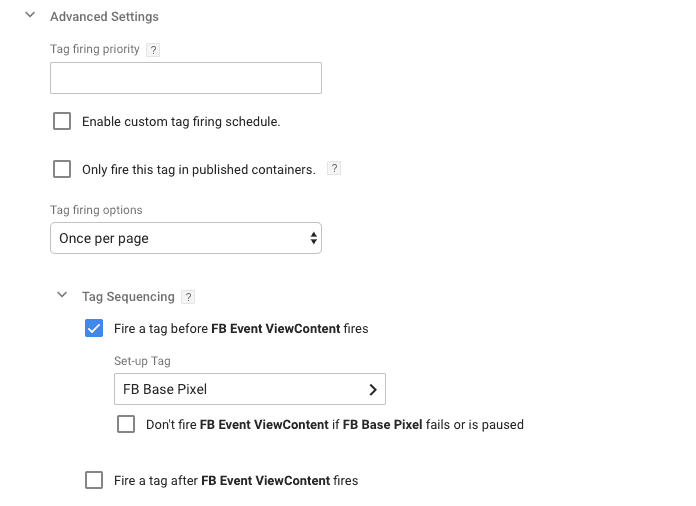 Advanced Settings
Tag firing priority ?
Enable custom tag firing schedule.
Only fire this tag in published containers. ?
Tag firing options
Once per page
Tag Sequencing ?
Fire a tag before FB Event ViewContent fires
Set-up Tag
FB Base Pixel
Don't fire FB Event ViewContent if FB Base Pixel fails or is paused
Fire a tag after FB Event ViewContent fires